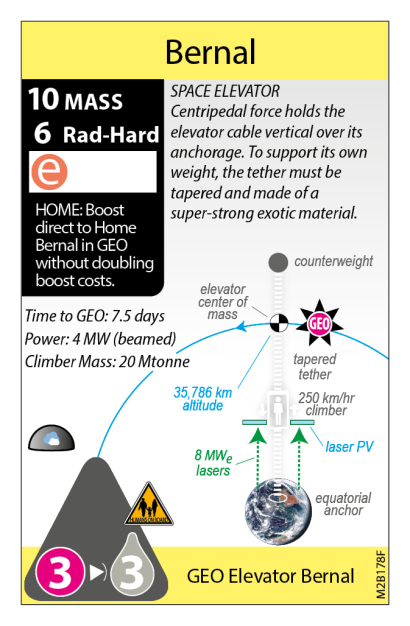 Bernal
10 MASS
6 Rad-Hard
e
HOME: Boost
direct to Home
Bernal in GEO
without doubling
boost costs.
SPACE ELEVATOR
Centripedal force holds the
elevator cable vertical over its
anchorage. To support its own
weight, the tether must be
tapered and made of a
super-strong exotic material.
Time to GEO: 7.5 days
Power: 4 MW (beamed)
Climber Mass: 20 Mtonne
counterweight
elevator
center of
mass
GEO
tapered
tether
35,786 km
altitude
250 km/hr
climber
laser PV
8 MWe
lasers
equatorial
anchor
3 3
GEO Elevator Bernal
M2B178F